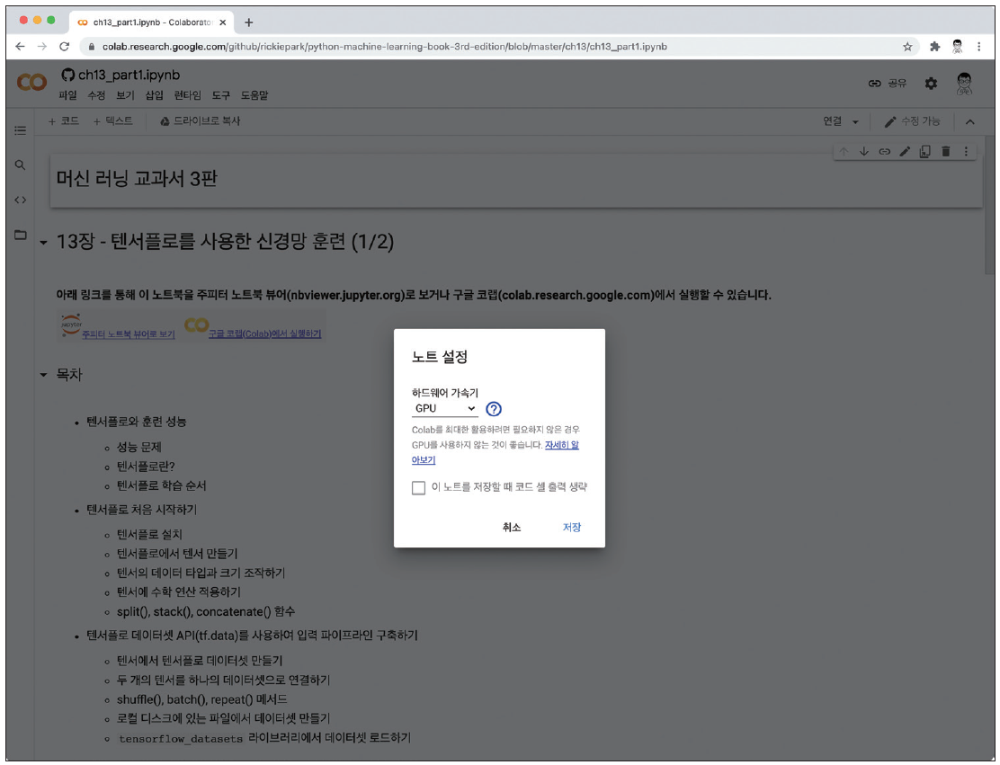 ch13_part1.ipynb - Colaborator
colab.research.google.com/github/rickiepark/python-machine-learning-book-3rd-edition/blob/master/ch13/ch13_part1.ipynb
ch13_part1.ipynb
파일 수정 보기 삽입 런타임 도구 도움말
공유
+ 코드 + 텍스트 드라이브로 복사
연결 수정 가능
머신 러닝 교과서 3판
13장 - 텐서플로를 사용한 신경망 훈련 (1/2)
아래 링크를 통해 이 노트북을 주피터 노트북 뷰어(nbviewer.jupyter.org)로 보거나 구글 코랩(colab.research.google.com)에서 실행할 수 있습니다.
jupyter 주피터 노트북 뷰어로 보기 구글 코랩(Colab)에서 실행하기
목차
텐서플로와 훈련 성능
성능 문제
텐서플로란?
텐서플로 학습 순서
텐서플로 처음 시작하기
텐서플로 설치
텐서플로에서 텐서 만들기
텐서의 데이터 타입과 크기 조작하기
텐서에 수학 연산 적용하기
split(), stack(), concatenate() 함수
텐서플로 데이터셋 API(tf.data)를 사용하여 입력 파이프라인 구축하기
텐서에서 텐서플로 데이터셋 만들기
두 개의 텐서를 하나의 데이터셋으로 연결하기
shuffle(), batch(), repeat() 메서드
로컬 디스크에 있는 파일에서 데이터셋 만들기
tensorflow_datasets 라이브러리에서 데이터셋 로드하기
노트 설정
하드웨어 가속기
GPU
Colab를 최대한 활용하려면 필요하지 않은 경우
GPU를 사용하지 않는 것이 좋습니다. 자세히 알
아보기
이 노트를 저장할 때 코드 셀 출력 생략
취소 저장